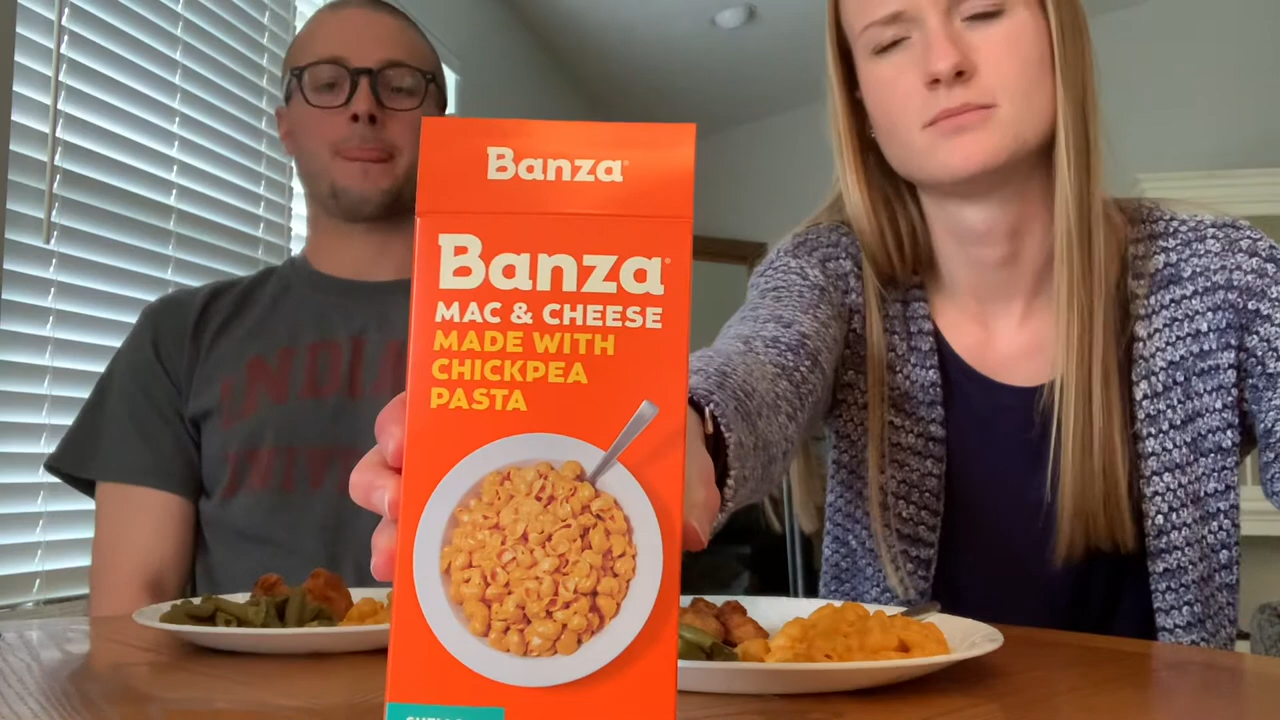 Banza
Banza
MAC & CHEESE
MADE WITH
CHICKPEA
PASTA